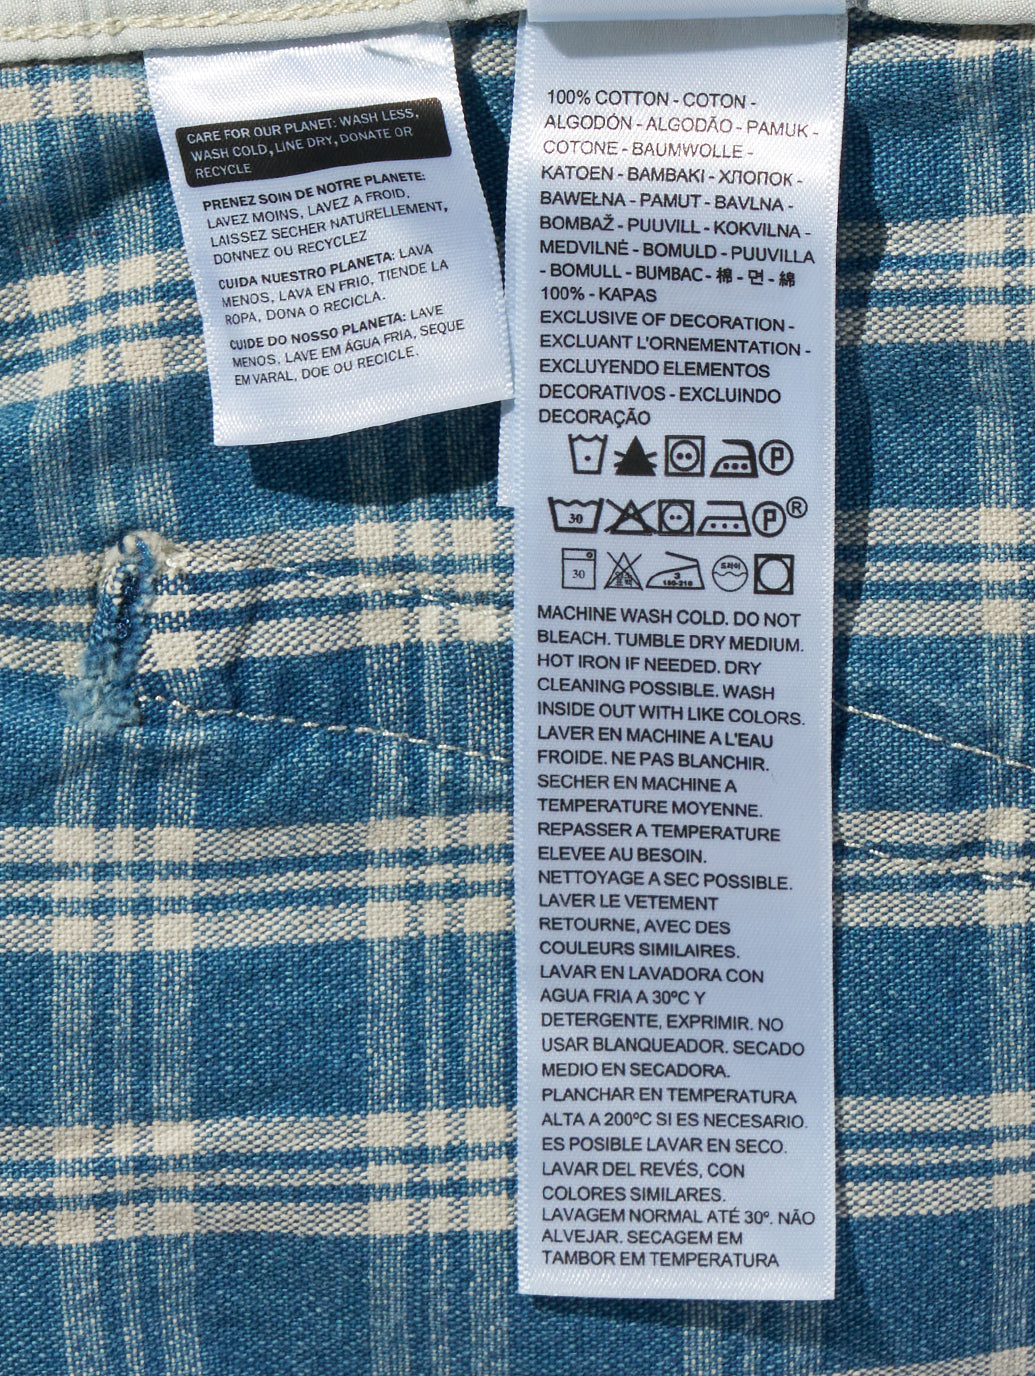 CARE FOR OUR PLANET: WASH LESS,
WASH COLD, LINE DRY, DONATE OR
RECYCLE
PRENEZ SOIN DE NOTRE PLANETE:
LAVEZ MOINS, LAVEZ A FROID,
LAISSEZ SECHER NATURELLEMENT,
DONNEZ OU RECYCLEZ
CUIDA NUESTRO PLANETA: LAVA
MENOS, LAVA EN FRIO, TIENDE LA
ROPA, DONA O RECICLA.
CUIDE DO NOSSO PLANETA: LAVE
MENOS, LAVE EM ÁGUA FRIA, SEQUE
EM VARAL, DOE OU RECICLE.
100% COTTON - COTON -
ALGODÓN - ALGODÃO - PAMUK -
COTONE - BAUMWOLLE -
KATOEN - BAMBAKI - ХЛОПОК -
BAWEŁNA - PAMUT - BAVLNA -
BOMBAŽ - PUUVILL - KOKVILNA -
MEDVILNĖ - BOMULD - PUUVILLA
- BOMULL - BUMBAC - 棉 - 면 - 綿
100% - KAPAS
EXCLUSIVE OF DECORATION -
EXCLUANT L'ORNEMENTATION -
EXCLUYENDO ELEMENTOS
DECORATIVOS - EXCLUINDO
DECORAÇÃO
P
30 P ®
30 3 180-210 드라이
MACHINE WASH COLD. DO NOT
BLEACH. TUMBLE DRY MEDIUM.
HOT IRON IF NEEDED. DRY
CLEANING POSSIBLE. WASH
INSIDE OUT WITH LIKE COLORS.
LAVER EN MACHINE A L'EAU
FROIDE. NE PAS BLANCHIR.
SECHER EN MACHINE A
TEMPERATURE MOYENNE.
REPASSER A TEMPERATURE
ELEVEE AU BESOIN.
NETTOYAGE A SEC POSSIBLE.
LAVER LE VETEMENT
RETOURNE, AVEC DES
COULEURS SIMILAIRES.
LAVAR EN LAVADORA CON
AGUA FRIA A 30ºC Y
DETERGENTE, EXPRIMIR. NO
USAR BLANQUEADOR. SECADO
MEDIO EN SECADORA.
PLANCHAR EN TEMPERATURA
ALTA A 200ºC SI ES NECESARIO.
ES POSIBLE LAVAR EN SECO.
LAVAR DEL REVÉS, CON
COLORES SIMILARES.
LAVAGEM NORMAL ATÉ 30º. NÃO
ALVEJAR. SECAGEM EM
TAMBOR EM TEMPERATURA